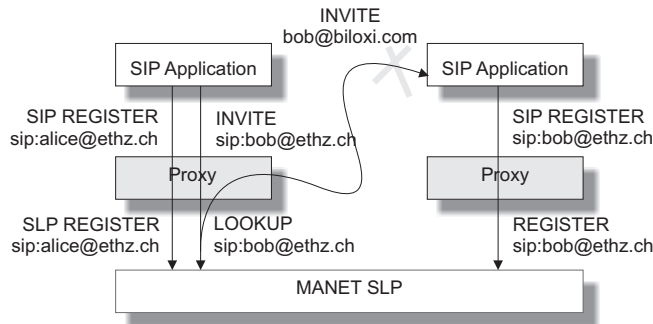 INVITE
bob@biloxi.com
SIP Application
SIP Application
SIP REGISTER
sip:alice@ethz.ch
INVITE
sip:bob@ethz.ch
SIP REGISTER
sip:bob@ethz.ch
Proxy
Proxy
SLP REGISTER
sip:alice@ethz.ch
LOOKUP
sip:bob@ethz.ch
REGISTER
sip:bob@ethz.ch
MANET SLP